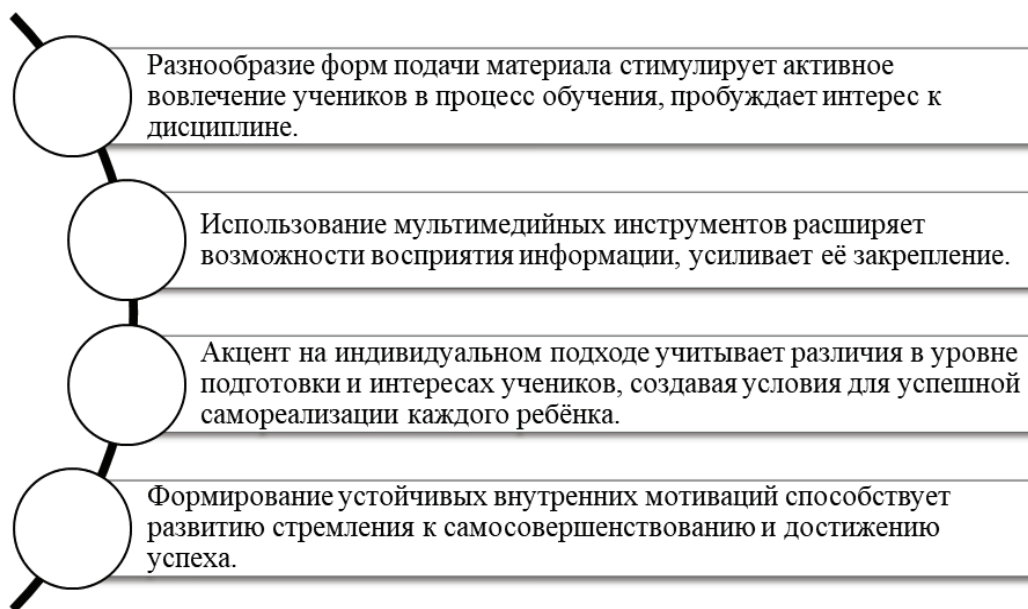 Разнообразие форм подачи материала стимулирует активное
вовлечение учеников в процесс обучения, пробуждает интерес к
дисциплине.
Использование мультимедийных инструментов расширяет
возможности восприятия информации, усиливает её закрепление.
Акцент на индивидуальном подходе учитывает различия в уровне
подготовки и интересах учеников, создавая условия для успешной
самореализации каждого ребёнка.
Формирование устойчивых внутренних мотиваций способствует
развитию стремления к самосовершенствованию и достижению
успеха.